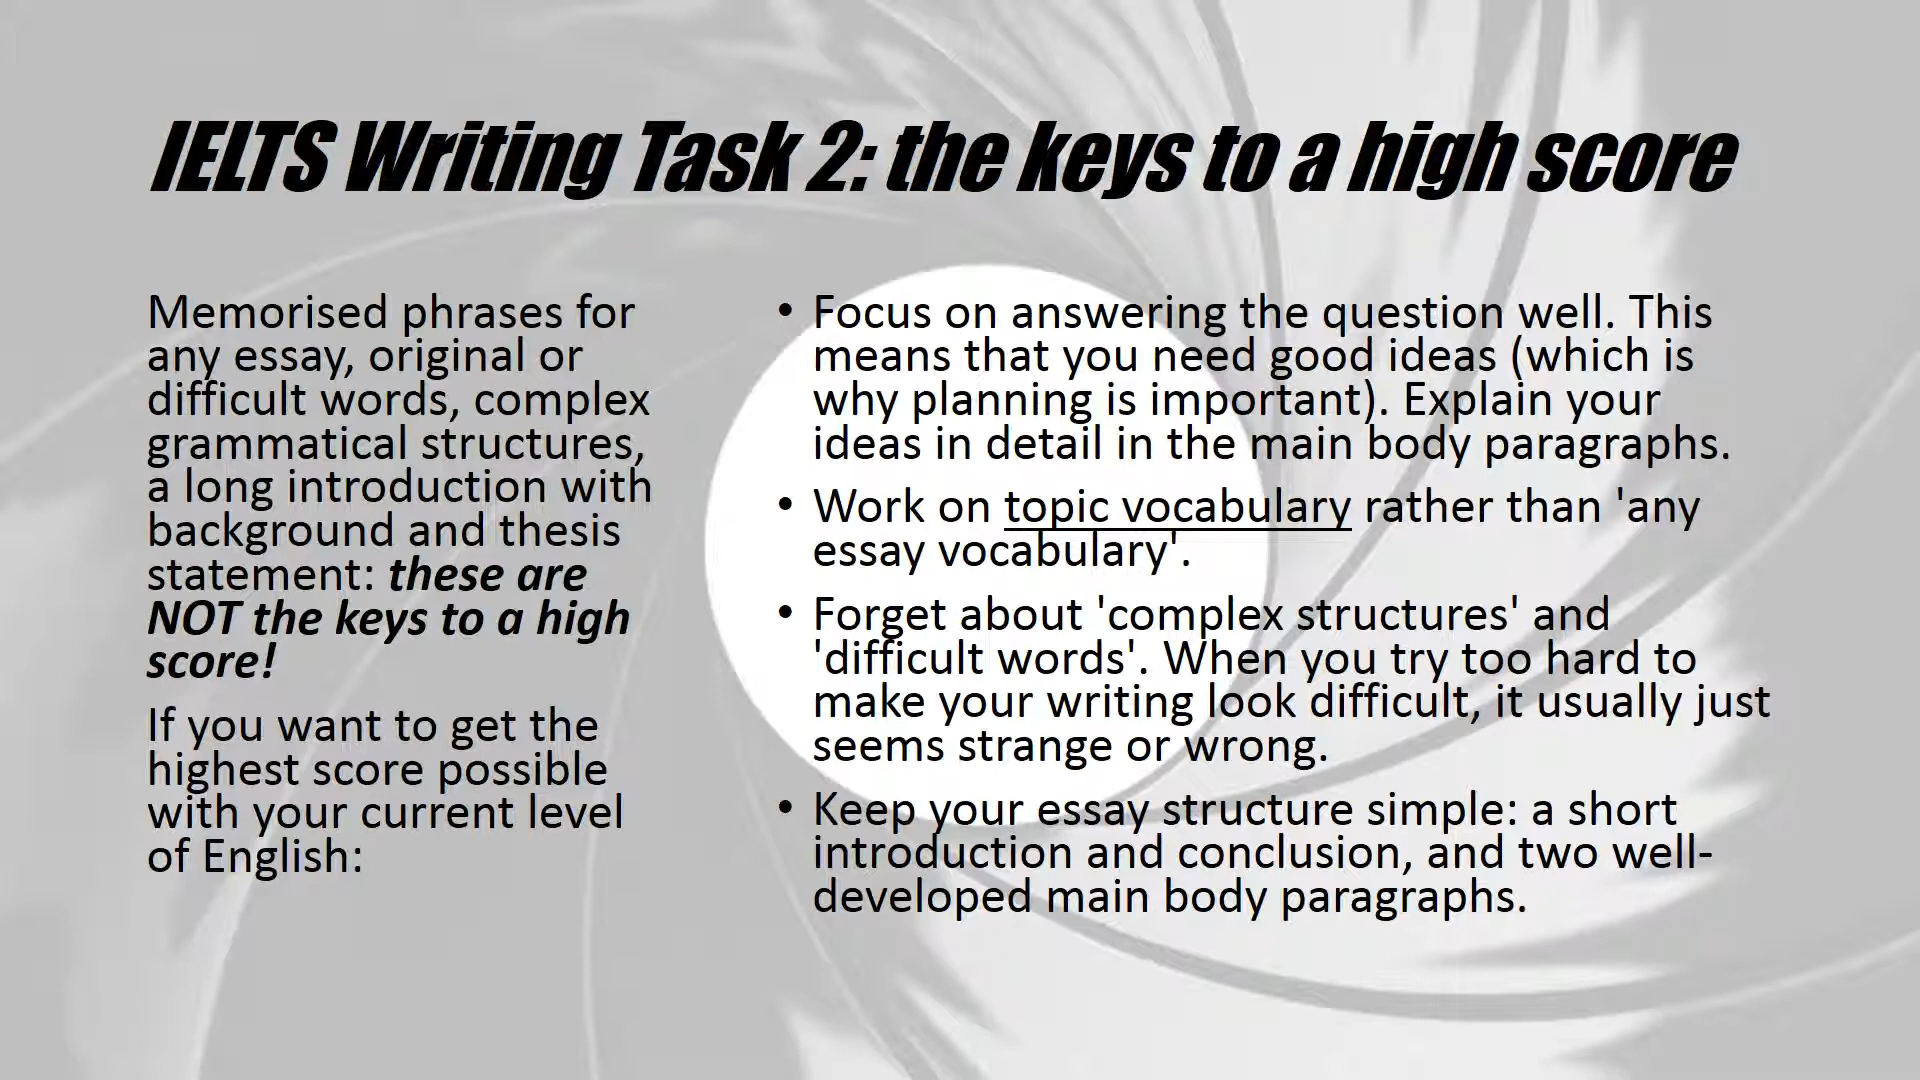 IELTS Writing Task 2: the keys to a high score
Memorised phrases for
any essay, original or
difficult words, complex
grammatical structures,
a long introduction with
background and thesis
statement: these are
NOT the keys to a high
score!
If you want to get the
highest score possible
with your current level
of English:
• Focus on answering the question well. This
means that you need good ideas (which is
why planning is important). Explain your
ideas in detail in the main body paragraphs.
• Work on topic vocabulary rather than 'any
essay vocabulary'.
• Forget about 'complex structures' and
'difficult words'. When you try too hard to
make your writing look difficult, it usually just
seems strange or wrong.
• Keep your essay structure simple: a short
introduction and conclusion, and two well-
developed main body paragraphs.